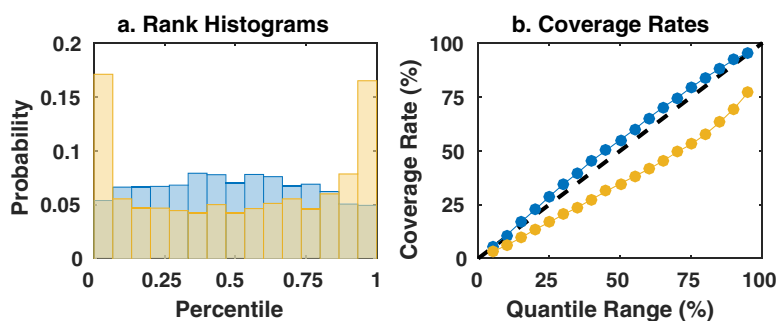 a. Rank Histograms
Probability
0.2
0.15
0.1
0.05
0
0 0.25 0.5 0.75 1
Percentile
b. Coverage Rates
Coverage Rate (%)
100
75
50
25
0
0 25 50 75 100
Quantile Range (%)